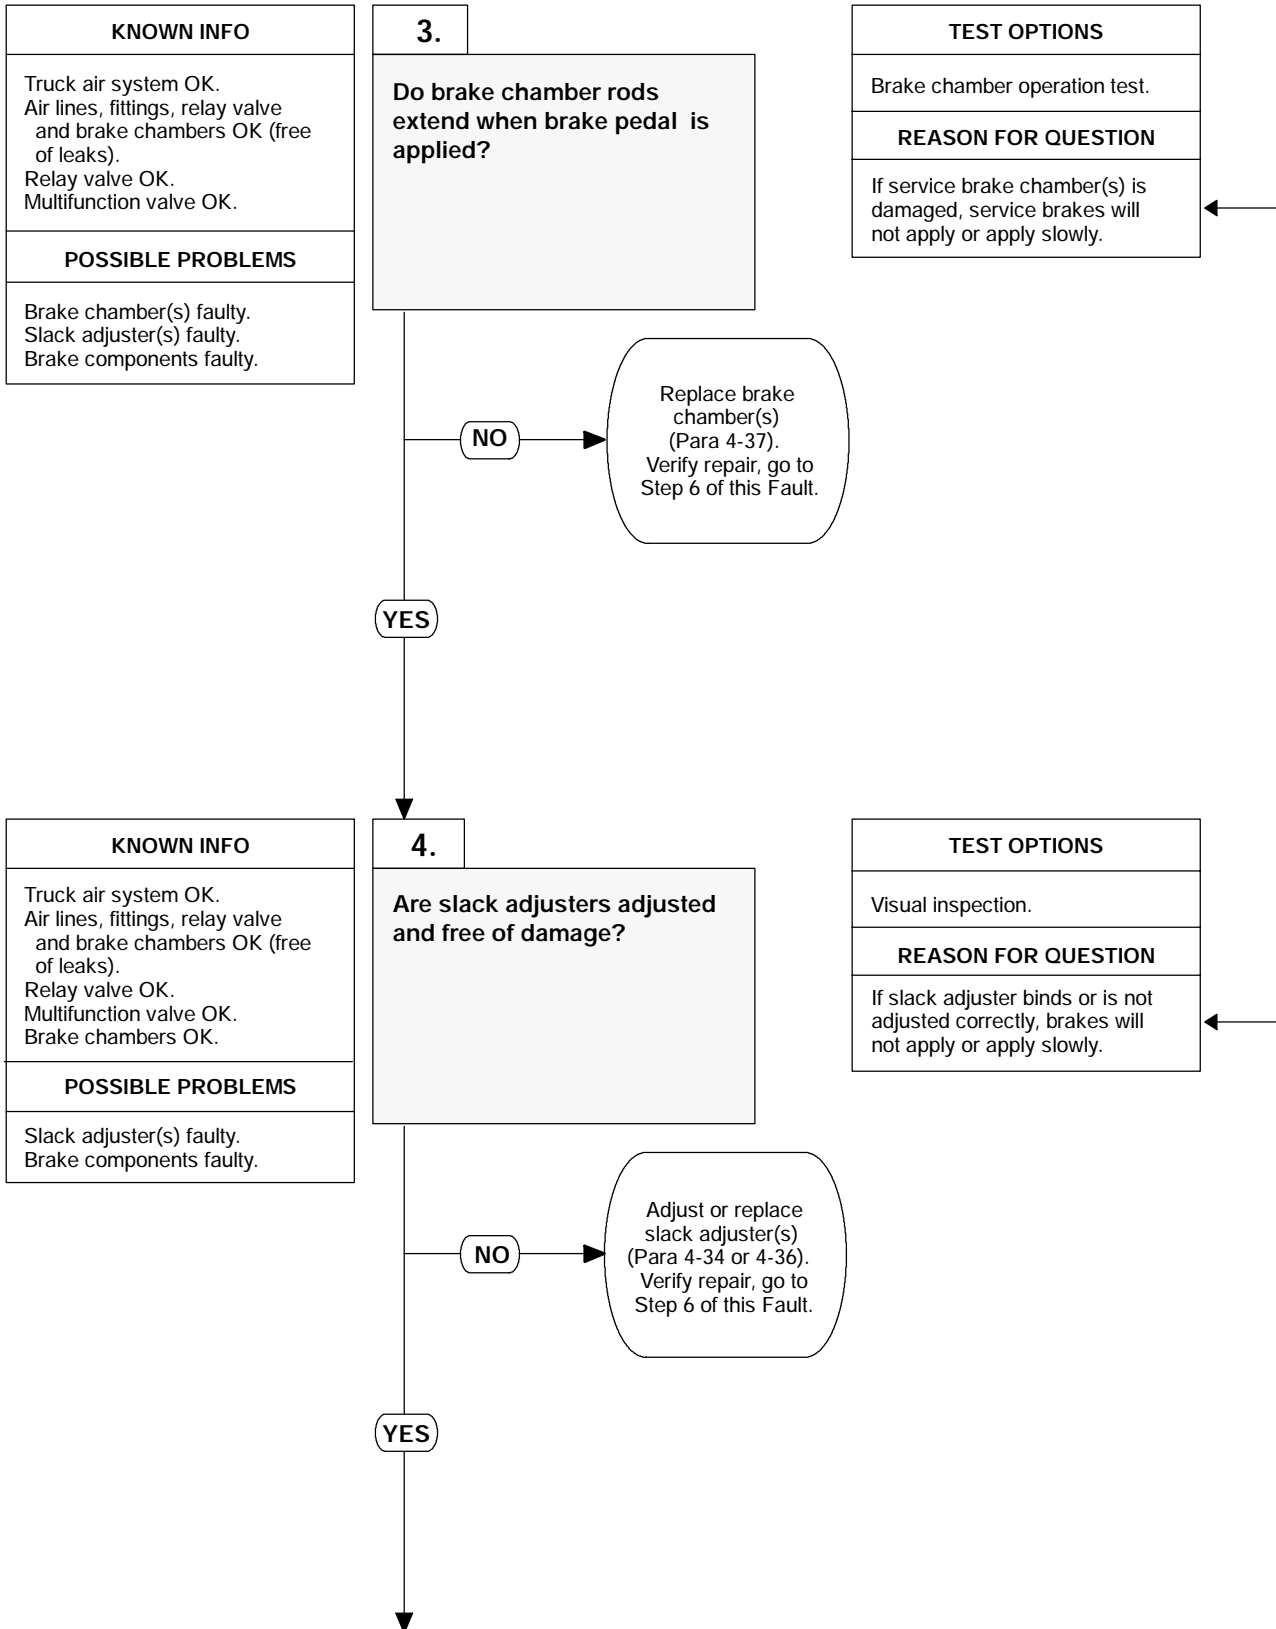 KNOWN INFO
Truck air system OK.
Air lines, fittings, relay valve
and brake chambers OK (free
of leaks).
Relay valve OK.
Multifunction valve OK.
POSSIBLE PROBLEMS
Brake chamber(s) faulty.
Slack adjuster(s) faulty.
Brake components faulty.
3.
Do brake chamber rods
extend when brake pedal is
applied?
TEST OPTIONS
Brake chamber operation test.
REASON FOR QUESTION
If service brake chamber(s) is
damaged, service brakes will
not apply or apply slowly.
NO
Replace brake
chamber(s)
(Para 4-37).
Verify repair, go to
Step 6 of this Fault.
YES
KNOWN INFO
Truck air system OK.
Air lines, fittings, relay valve
and brake chambers OK (free
of leaks).
Relay valve OK.
Multifunction valve OK.
Brake chambers OK.
POSSIBLE PROBLEMS
Slack adjuster(s) faulty.
Brake components faulty.
4.
Are slack adjusters adjusted
and free of damage?
TEST OPTIONS
Visual inspection.
REASON FOR QUESTION
If slack adjuster binds or is not
adjusted correctly, brakes will
not apply or apply slowly.
NO
Adjust or replace
slack adjuster(s)
(Para 4-34 or 4-36).
Verify repair, go to
Step 6 of this Fault.
YES